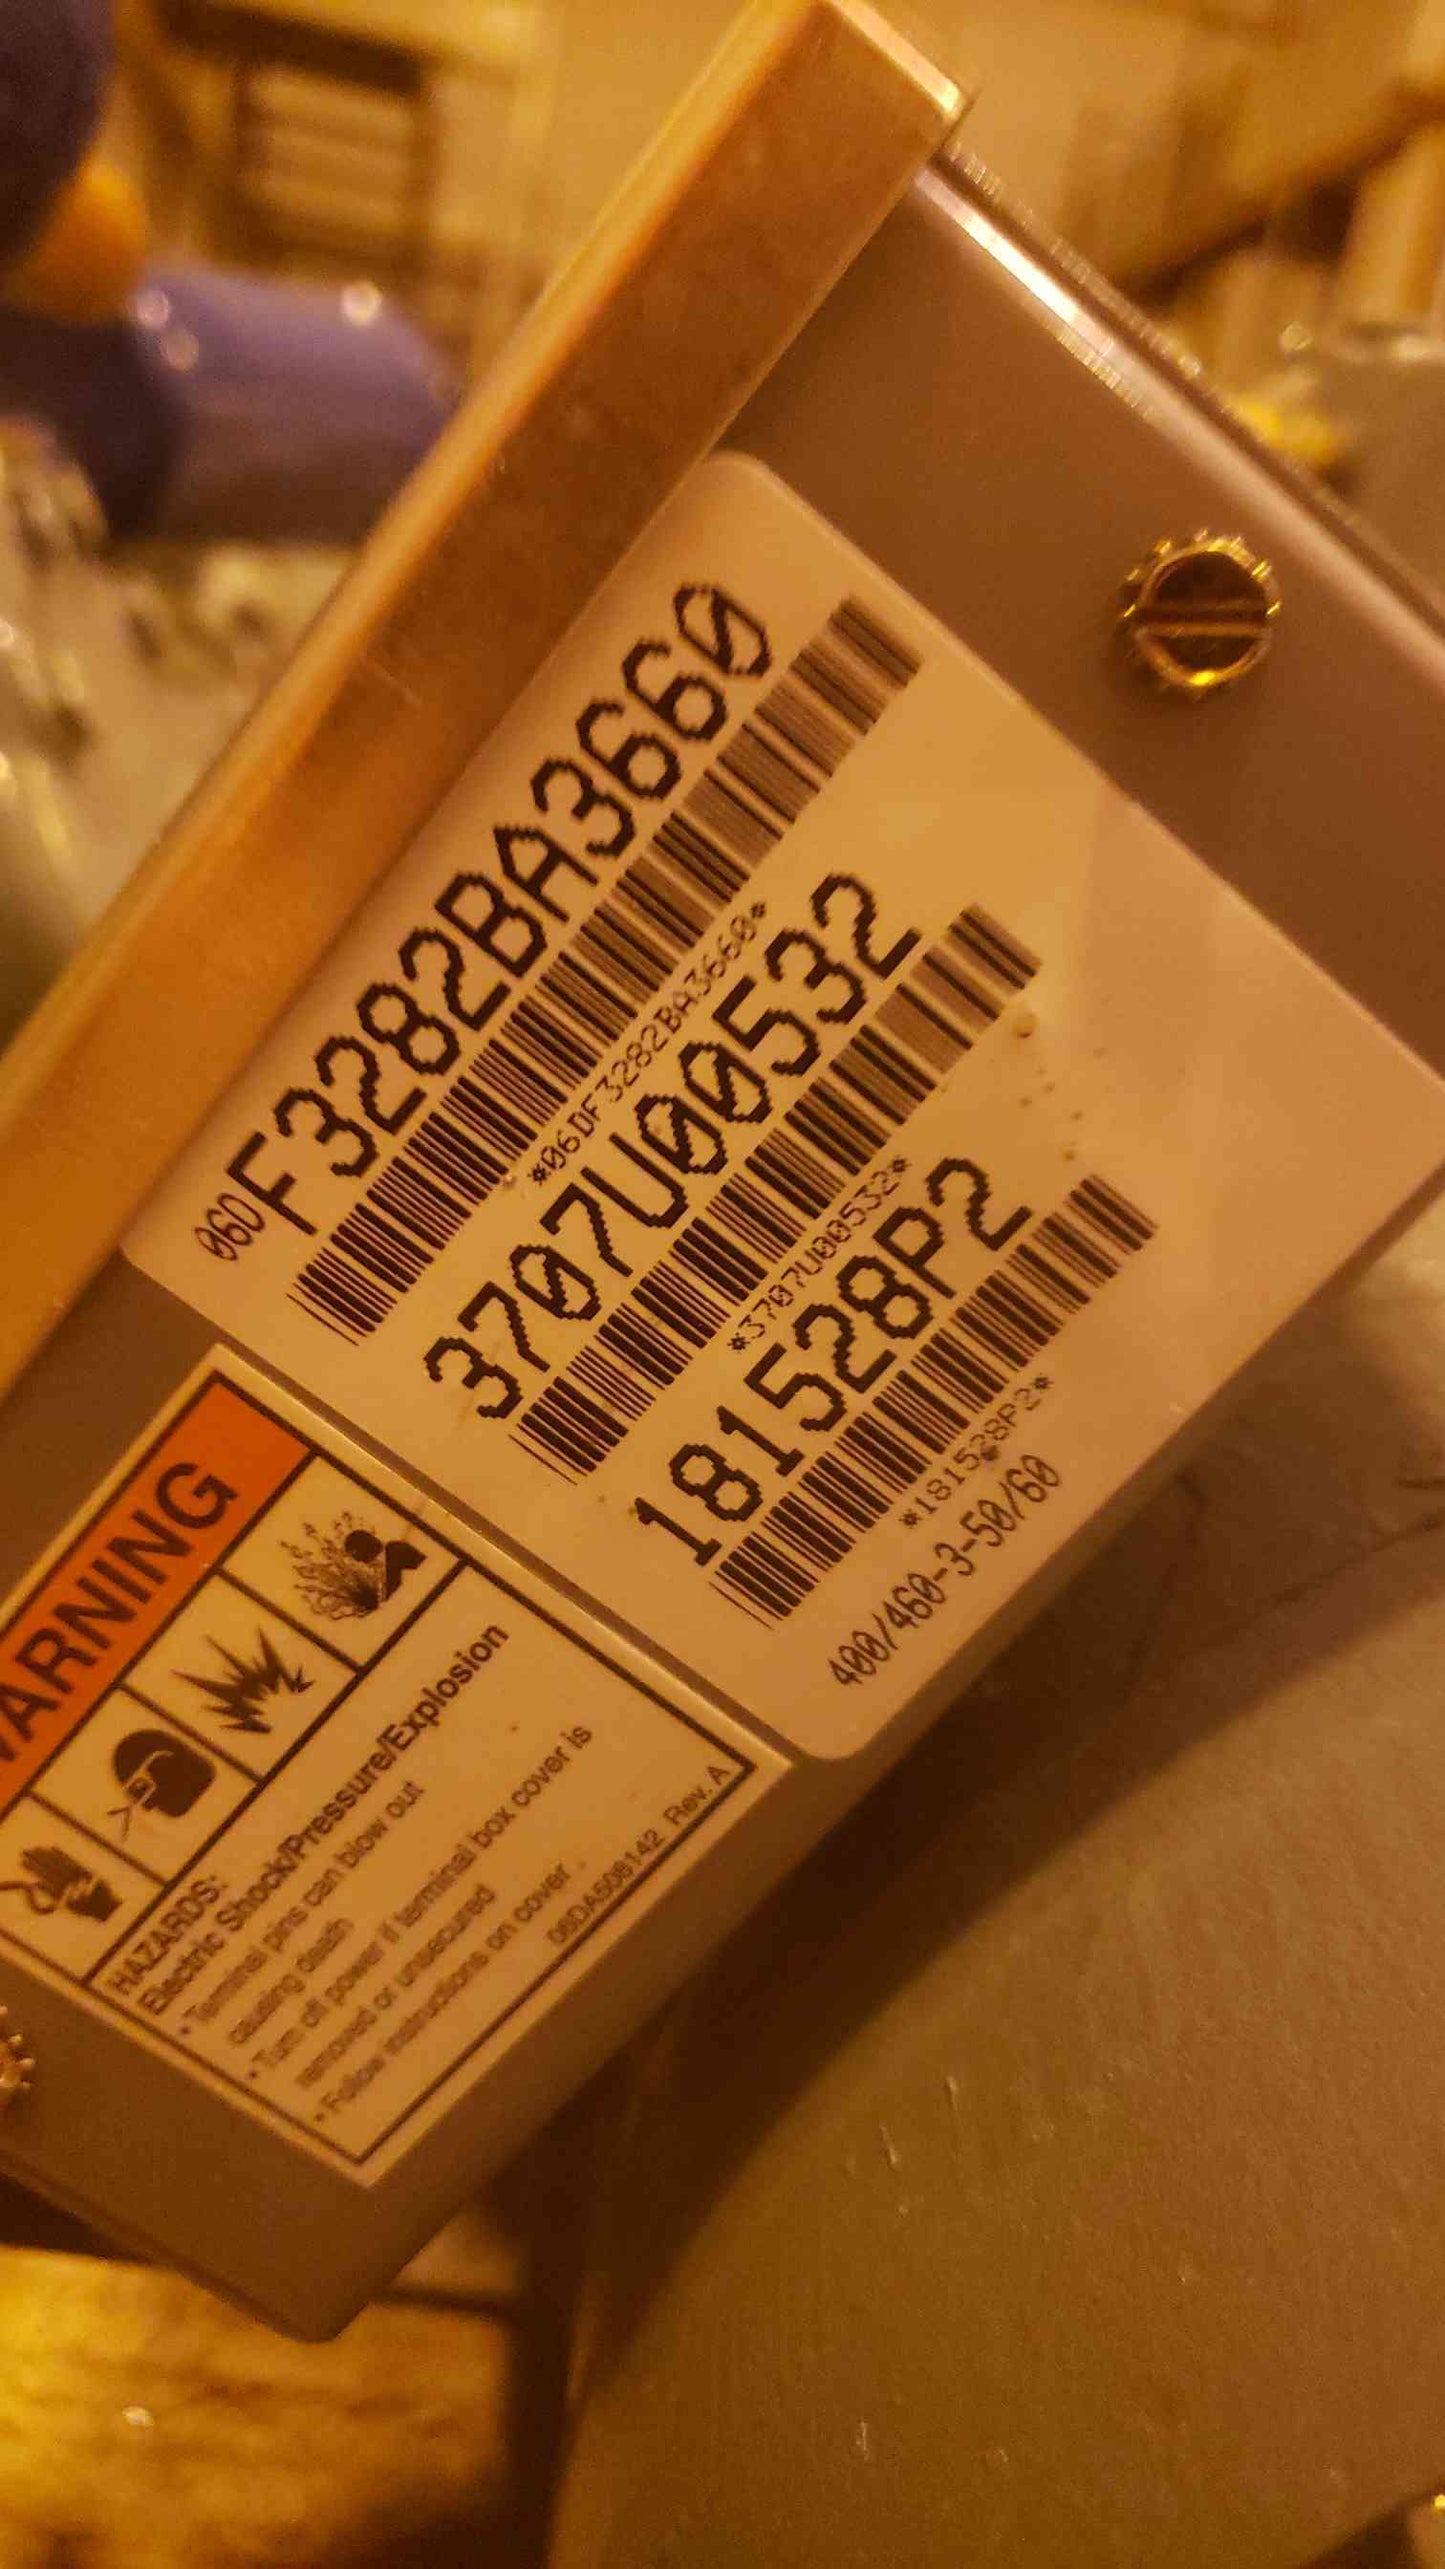 06DF3282BA3660
*06DF3282BA3660*
3707U00532
*3707U00532*
181528P2
*181528P2*
400/460-3-50/60
WARNING
HAZARDS:
Electric Shock/Pressure/Explosion
• Terminal pins can blow out
causing death
• Turn off power if terminal box cover is
removed or unsecured
• Follow instructions on cover
06DA508142 Rev. A